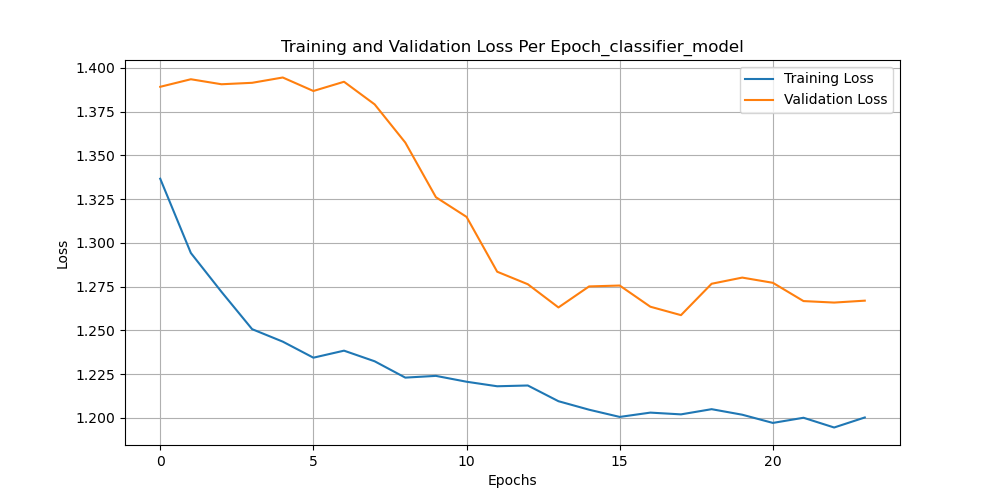 Training and Validation Loss Per Epoch_classifier_model
Training Loss
Validation Loss
1.400
1.375
1.350
1.325
1.300
1.275
1.250
1.225
1.200
Loss
0 5 10 15 20
Epochs